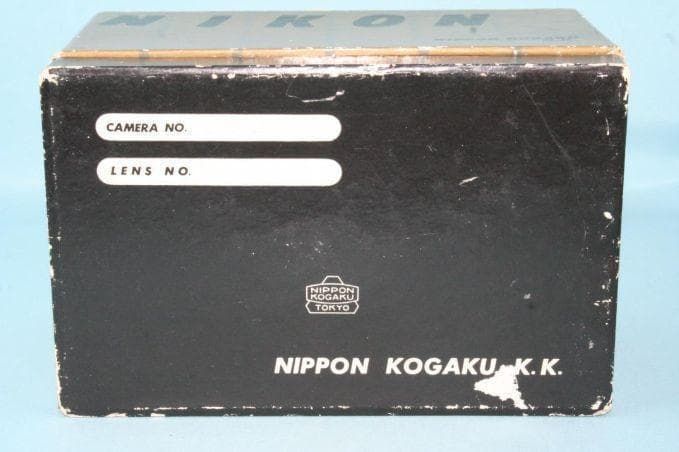 NIKON
CAMERA NO.
LENS NO.
NIPPON
KOGAKU
TOKYO
NIPPON KOGAKU K.K.